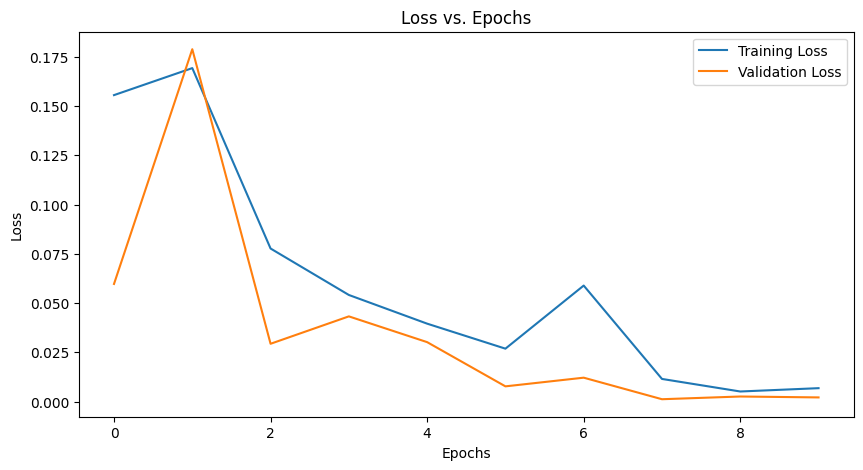 Loss vs. Epochs
Training Loss
Validation Loss
0.175
0.150
0.125
0.100
0.075
0.050
0.025
0.000
Loss
0 2 4 6 8
Epochs